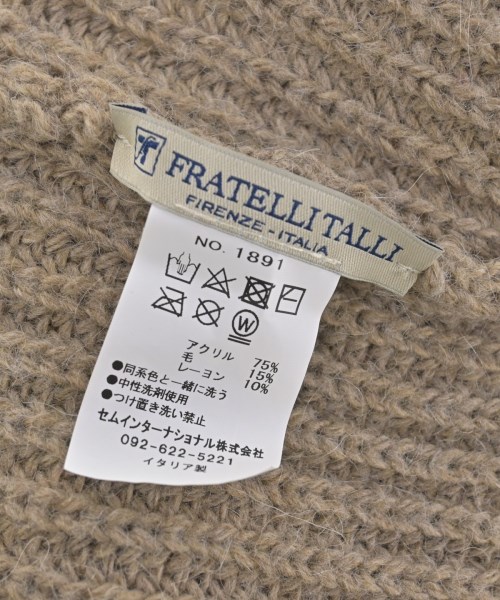 FRATELLI TALLI
FIRENZE - ITALIA
NO. 1891
W
アクリル 75%
毛 15%
レーヨン 10%
●同系色と一緒に洗う
●中性洗剤使用
●つけ置き洗い禁止
セムインターナショナル株式会社
092-622-5221
イタリア製